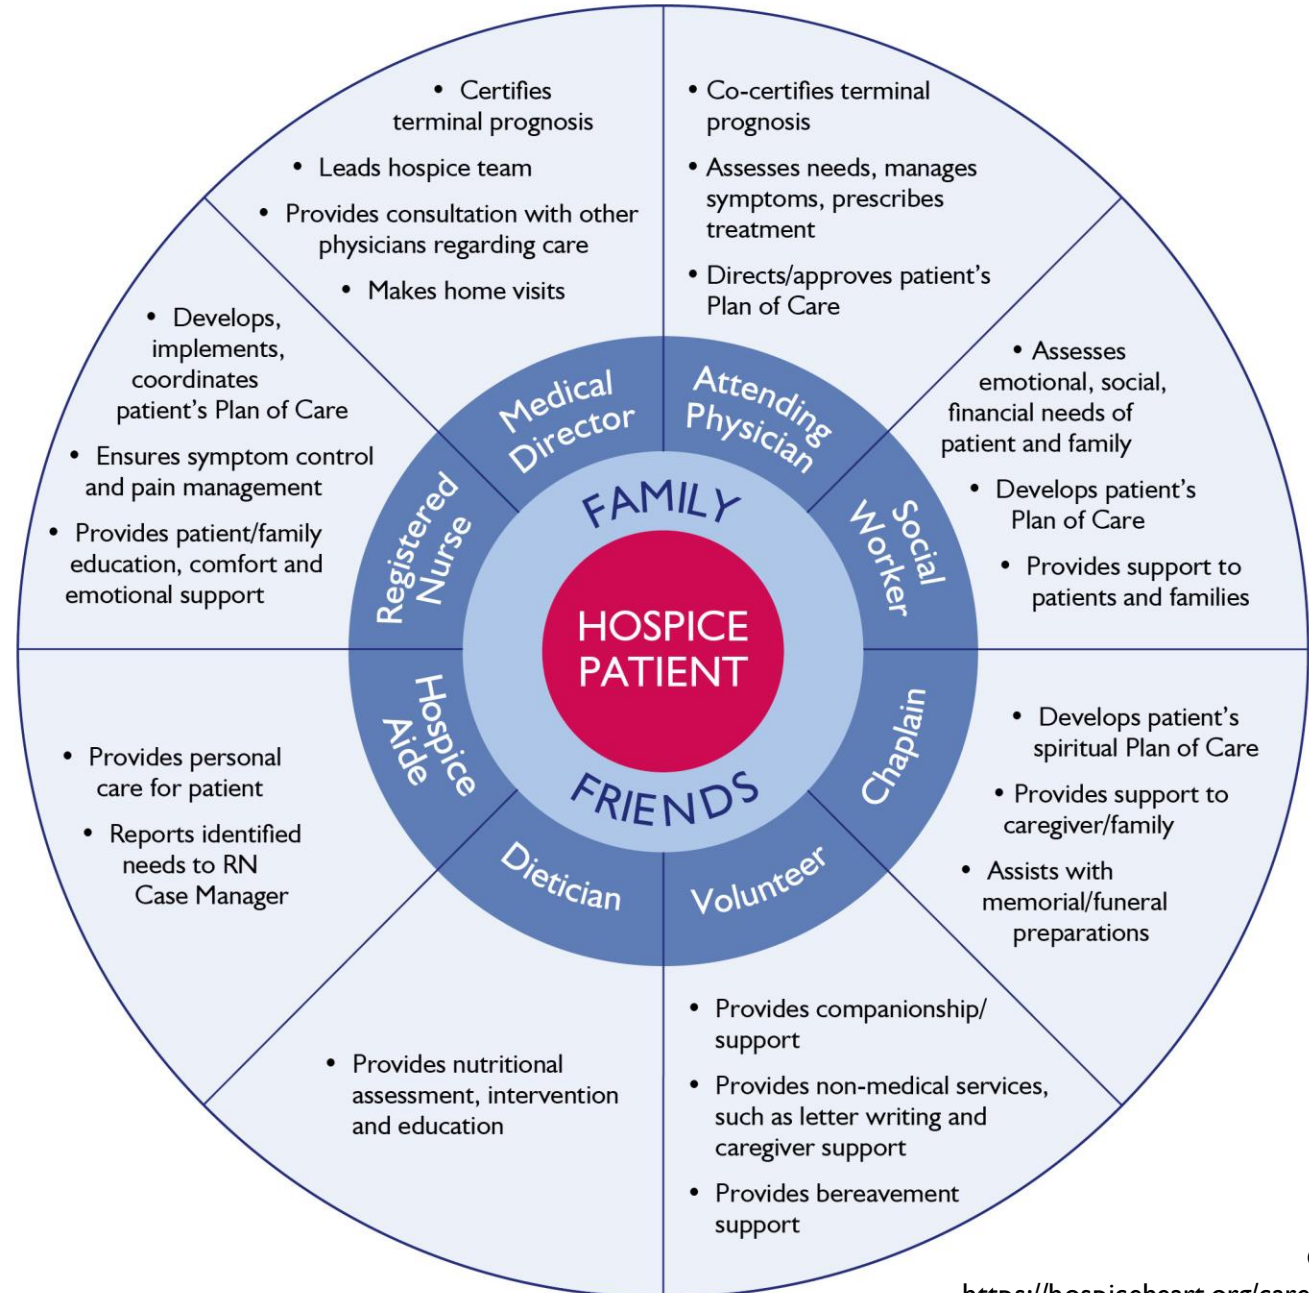 • Certifies
terminal prognosis
• Leads hospice team
• Provides consultation with other
physicians regarding care
• Makes home visits
• Co-certifies terminal
prognosis
• Assesses needs, manages
symptoms, prescribes
treatment
• Directs/approves patient's
Plan of Care
• Assesses
emotional, social,
financial needs of
patient and family
• Develops patient's
Plan of Care
• Provides support to
patients and families
• Develops patient's
spiritual Plan of Care
• Provides support to
caregiver/family
• Assists with
memorial/funeral
preparations
• Provides companionship/
support
• Provides non-medical services,
such as letter writing and
caregiver support
• Provides bereavement
support
• Provides nutritional
assessment, intervention
and education
• Provides personal
care for patient
• Reports identified
needs to RN
Case Manager
• Develops,
implements,
coordinates
patient's Plan of Care
• Ensures symptom control
and pain management
• Provides patient/family
education, comfort and
emotional support
Medical
Director
Attending
Physician
Social
Worker
Chaplain
Volunteer
Dietician
Hospice
Aide
Registered
Nurse
FAMILY
HOSPICE
PATIENT
FRIENDS
https://hospiceheart.org/care